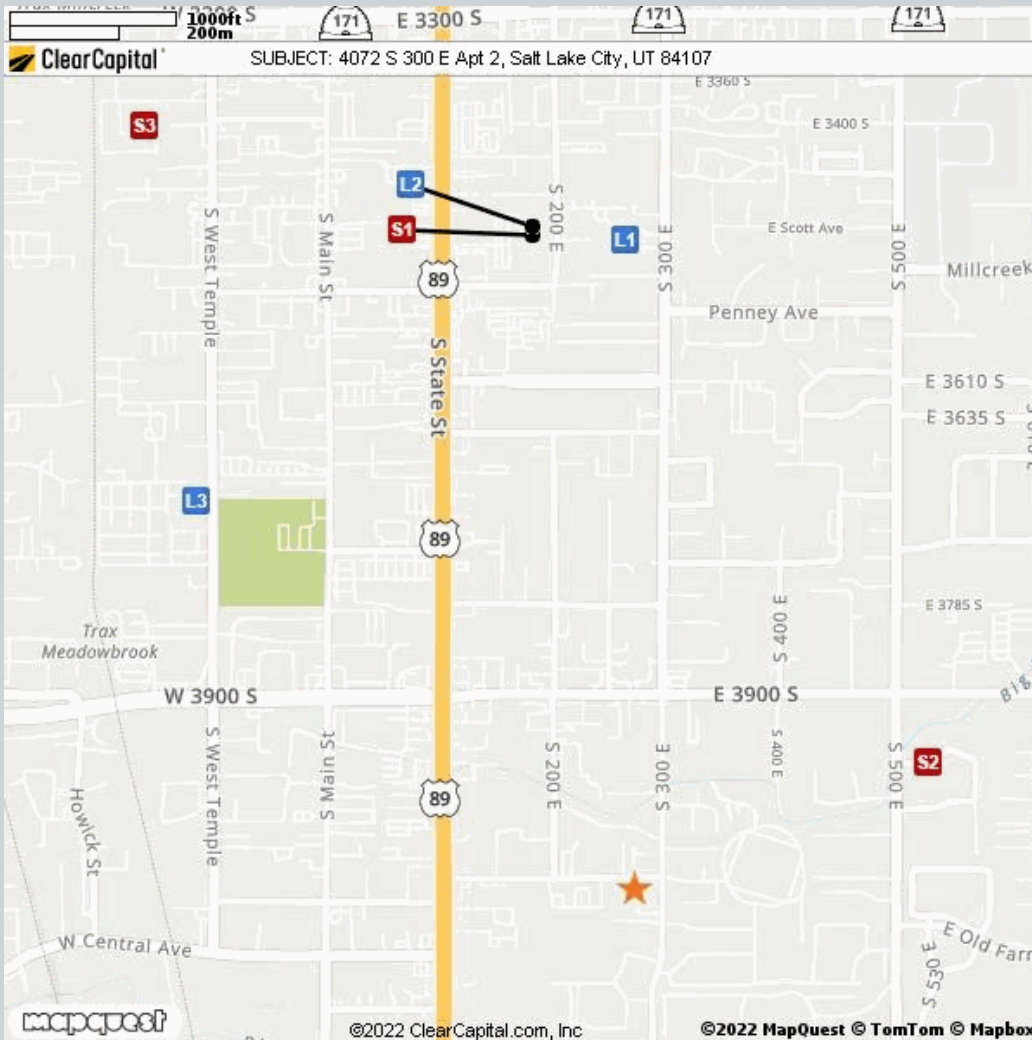 1000ft
200m
E 3300 S
171
171
171
ClearCapital
SUBJECT: 4072 S 300 E Apt 2, Salt Lake City, UT 84107
E 3360 S
S3
E 3400 S
L2
S1
L1
S West Temple
S Main St
S 200 E
S 300 E
E Scott Ave
S 500 E
89
Millcreek
Penney Ave
S State St
E 3610 S
E 3635 S
L3
89
E 3785 S
S 400 E
Trax
Meadowbrook
W 3900 S
E 3900 S
Big
S West Temple
S Main St
S 200 E
S 300 E
S 400 E
S 500 E
S2
89
Howick St
W Central Ave
E Old Farm
S 530 E
mapquest
©2022 ClearCapital.com, Inc
©2022 MapQuest © TomTom © Mapbox